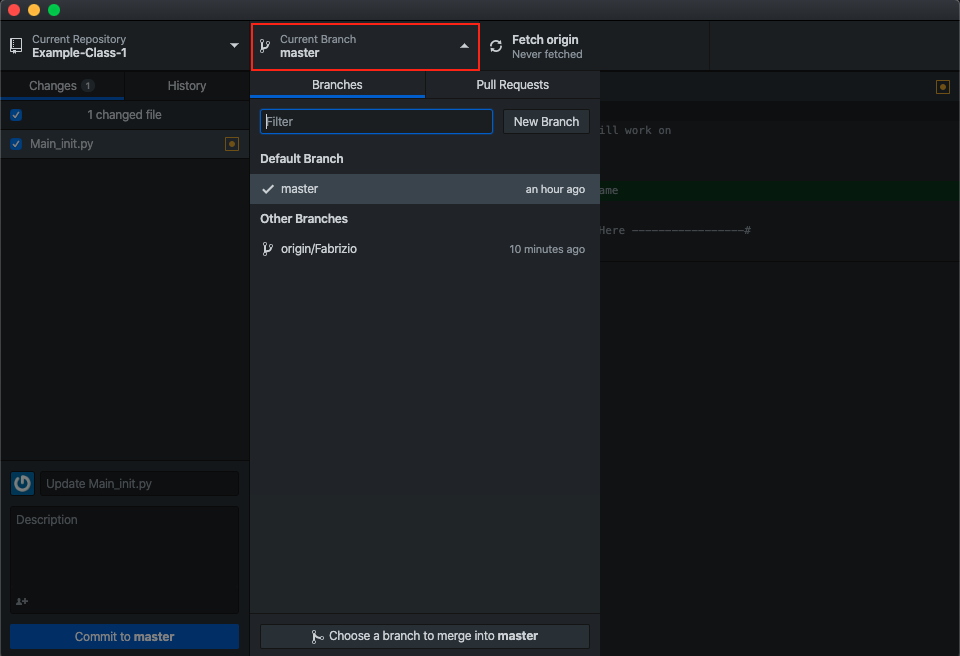 Current Repository
Example-Class-1
Current Branch
master
Fetch origin
Never fetched
Changes 1
History
Branches
Pull Requests
1 changed file
Filter
New Branch
Main_init.py
Default Branch
master
an hour ago
Other Branches
origin/Fabrizio
10 minutes ago
ill work on
ame
Here —————————————————#
Update Main_init.py
Description
Commit to master
Choose a branch to merge into master